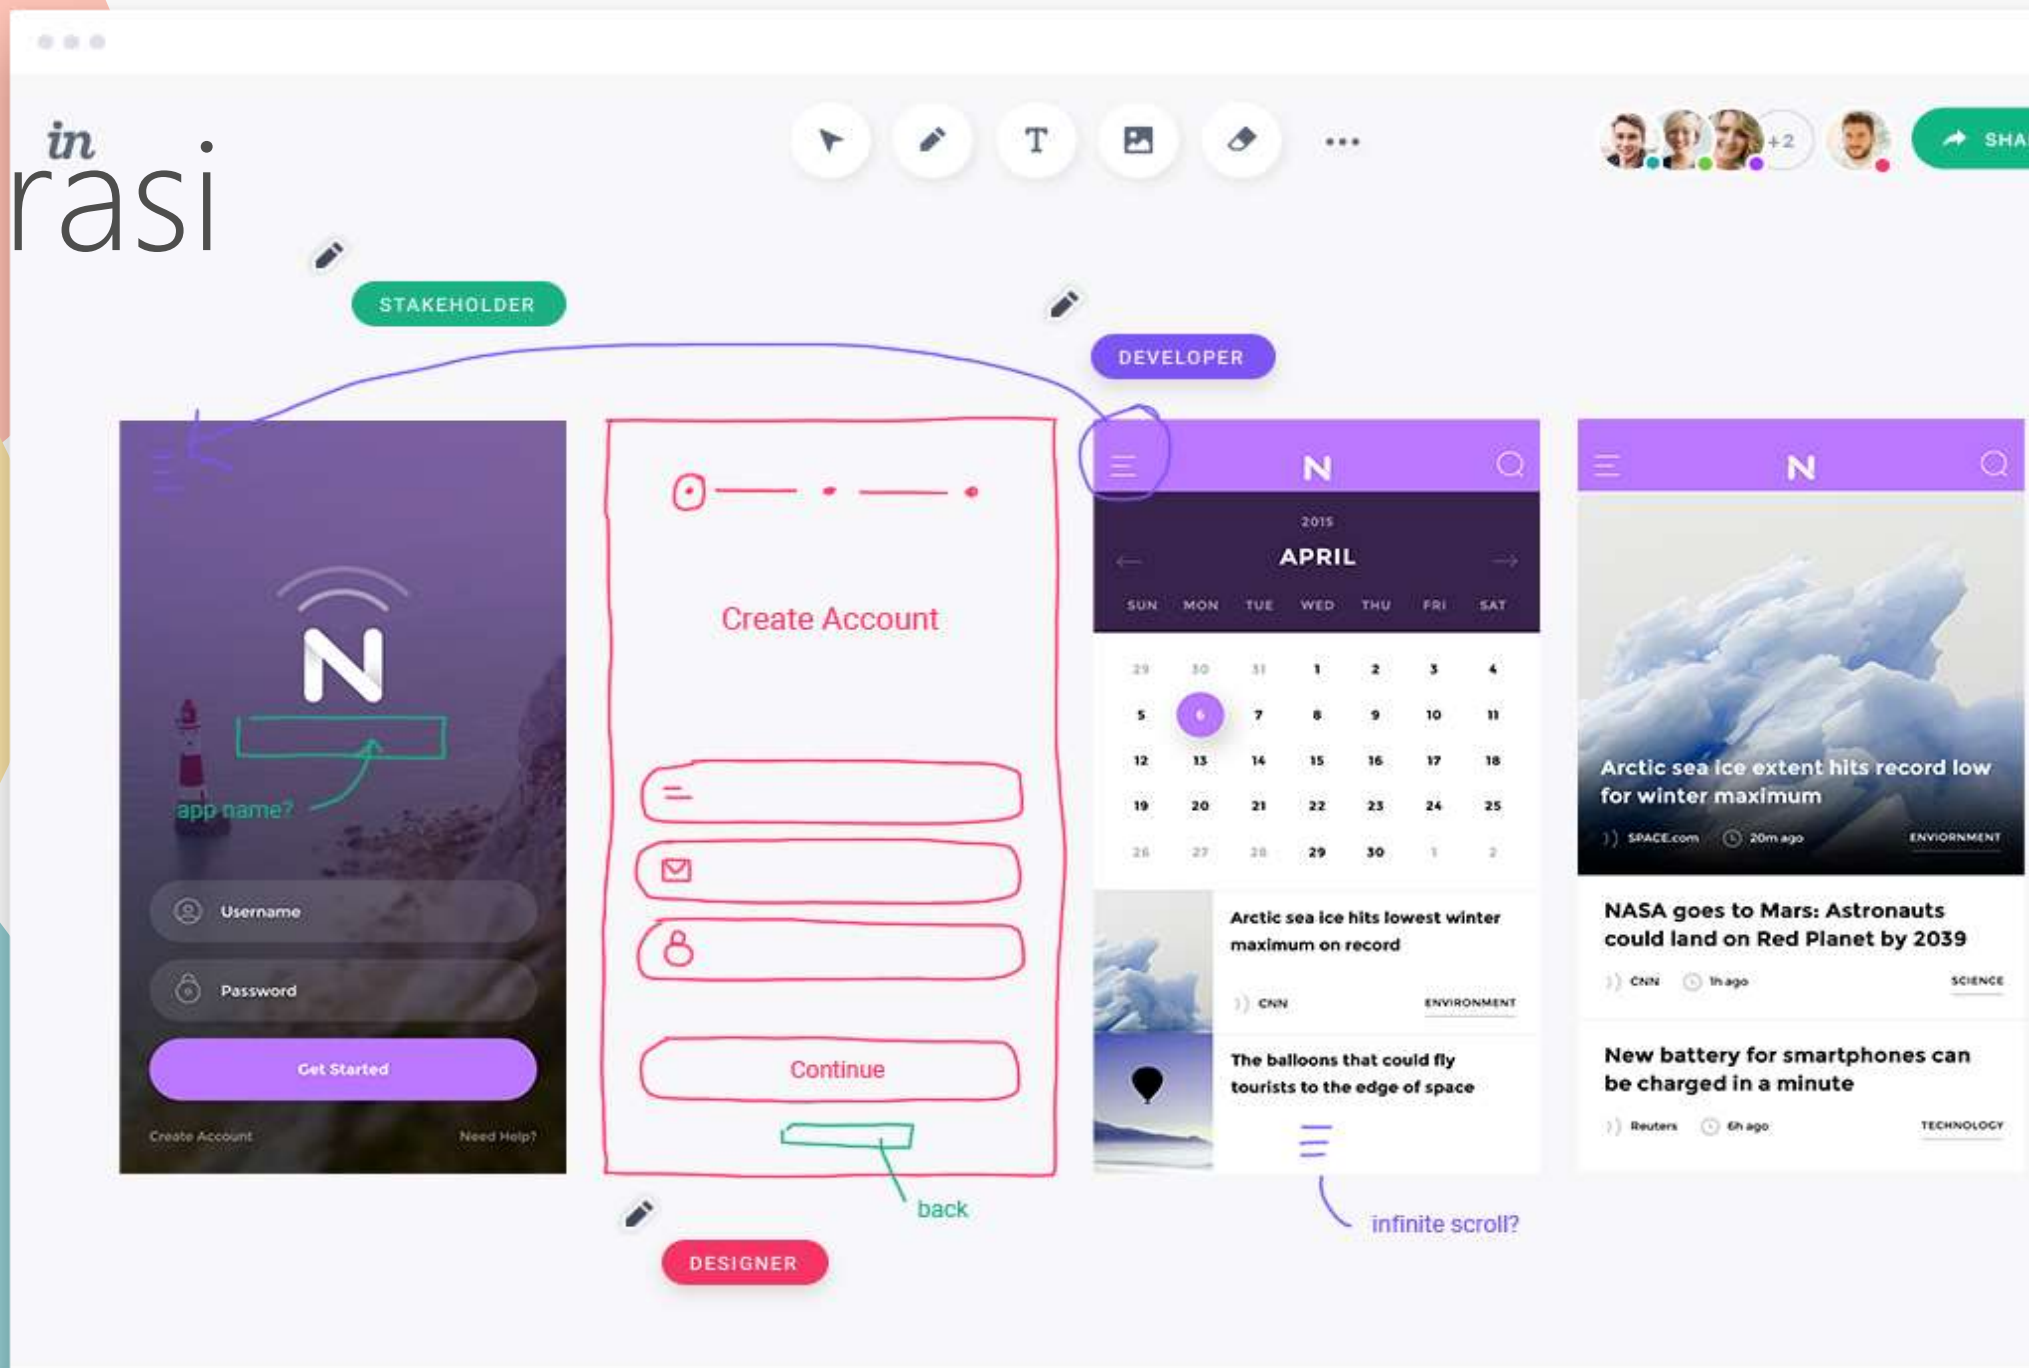 in
rasi
T
+2
SHA
STAKEHOLDER
DEVELOPER
N
app name?
Username
Password
Get Started
Create Account Need Help?
Create Account
Continue
back
DESIGNER
N
2015
APRIL
SUN MON TUE WED THU FRI SAT
29 30 31 1 2 3 4
5 6 7 8 9 10 11
12 13 14 15 16 17 18
19 20 21 22 23 24 25
26 27 28 29 30 1 2
Arctic sea ice hits lowest winter
maximum on record
CNN ENVIRONMENT
The balloons that could fly
tourists to the edge of space
infinite scroll?
N
Arctic sea ice extent hits record low
for winter maximum
SPACE.com 20m ago ENVIORNMENT
NASA goes to Mars: Astronauts
could land on Red Planet by 2039
CNN 1h ago SCIENCE
New battery for smartphones can
be charged in a minute
Reuters 6h ago TECHNOLOGY